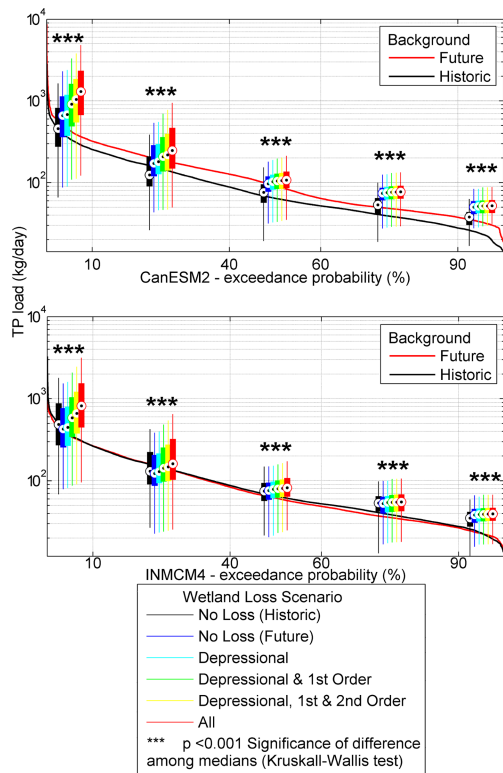 ***
***
***
***
***
Background
Future
Historic
10^4
10^3
10^2
10
40
60
90
CanESM2 - exceedance probability (%)
TP load (kg/day)
***
***
***
***
***
Background
Future
Historic
10^4
10^3
10^2
10
40
60
90
INMCM4 - exceedance probability (%)
Wetland Loss Scenario
No Loss (Historic)
No Loss (Future)
Depressional
Depressional & 1st Order
Depressional, 1st & 2nd Order
All
*** p <0.001 Significance of difference
among medians (Kruskall-Wallis test)